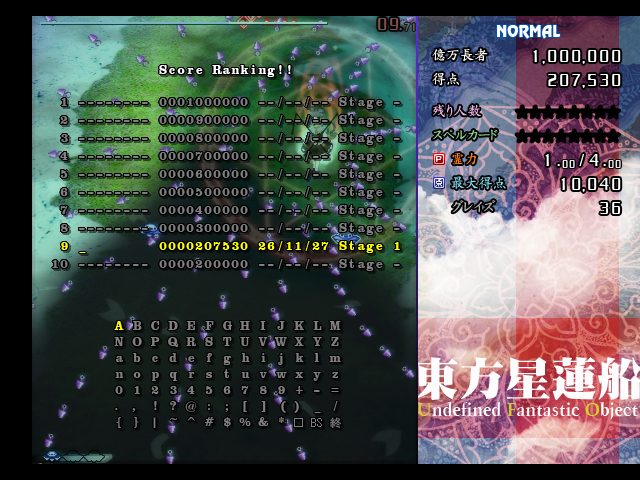 09.71
Score Ranking!!
1 -------- 0001000000 --/--/-- Stage -
2 -------- 0000900000 --/--/-- Stage -
3 -------- 0000800000 --/--/-- Stage -
4 -------- 0000700000 --/--/-- Stage -
5 -------- 0000600000 --/--/-- Stage -
6 -------- 0000500000 --/--/-- Stage -
7 -------- 0000400000 --/--/-- Stage -
8 -------- 0000300000 --/--/-- Stage -
9 _ 0000207530 26/11/27 Stage 1
10 -------- 0000200000 --/--/-- Stage -
A B C D E F G H I J K L M
N O P Q R S T U V W X Y Z
a b c d e f g h i j k l m
n o p q r s t u v w x y z
0 1 2 3 4 5 6 7 8 9 + - =
. , ! ? @ : ; [ ] ( ) _ /
{ } | ~ ^ # $ % & * □ BS 終
NORMAL
億万長者 1,000,000
得点 207,530
残り人数 ★★★★★★★★
スペルカード ★★★★★★★★
P 霊力 1.00/4.00
点 最大得点 10,040
グレイズ 36
東方星蓮船
Undefined Fantastic Object